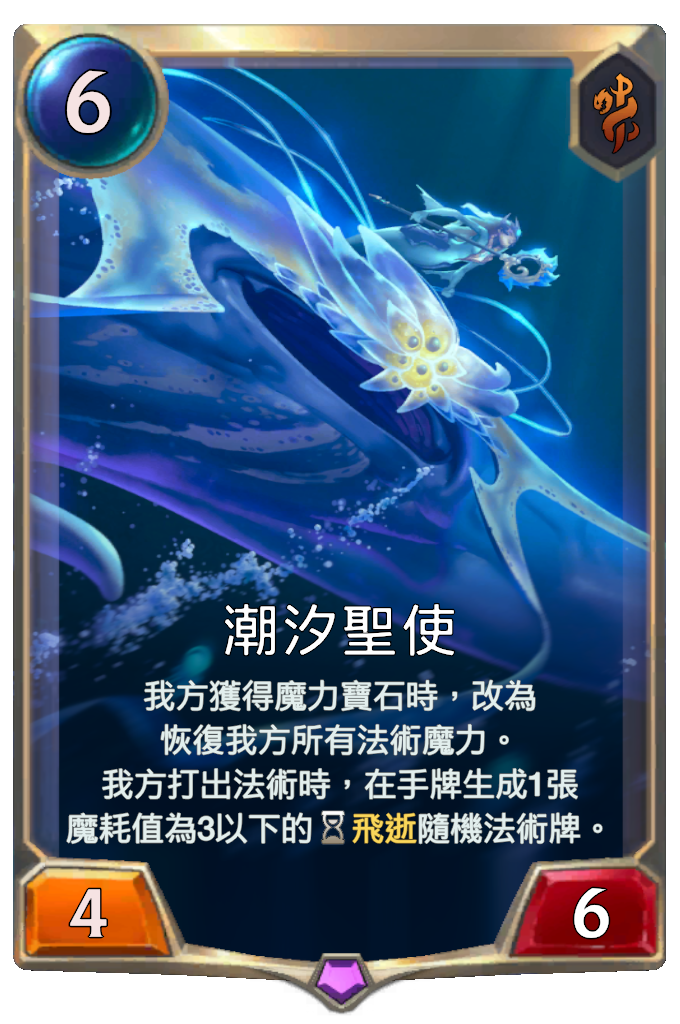 6
潮汐聖使
我方獲得魔力寶石時,改為
恢復我方所有法術魔力。
我方打出法術時,在手牌生成1張
魔耗值為3以下的飛逝隨機法術牌。
4
6